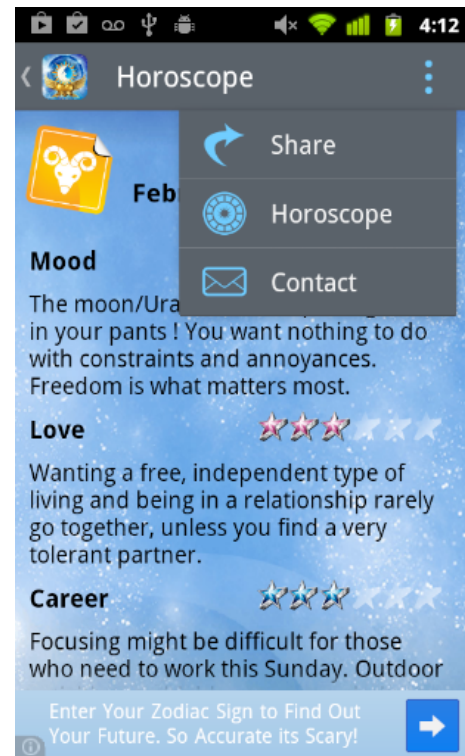 4:12
Horoscope
Share
Horoscope
Contact
Feb
Mood
The moon/Ura
in your pants ! You want nothing to do
with constraints and annoyances.
Freedom is what matters most.
Love
Wanting a free, independent type of
living and being in a relationship rarely
go together, unless you find a very
tolerant partner.
Career
Focusing might be difficult for those
who need to work this Sunday. Outdoor
Enter Your Zodiac Sign to Find Out
Your Future. So Accurate its Scary!